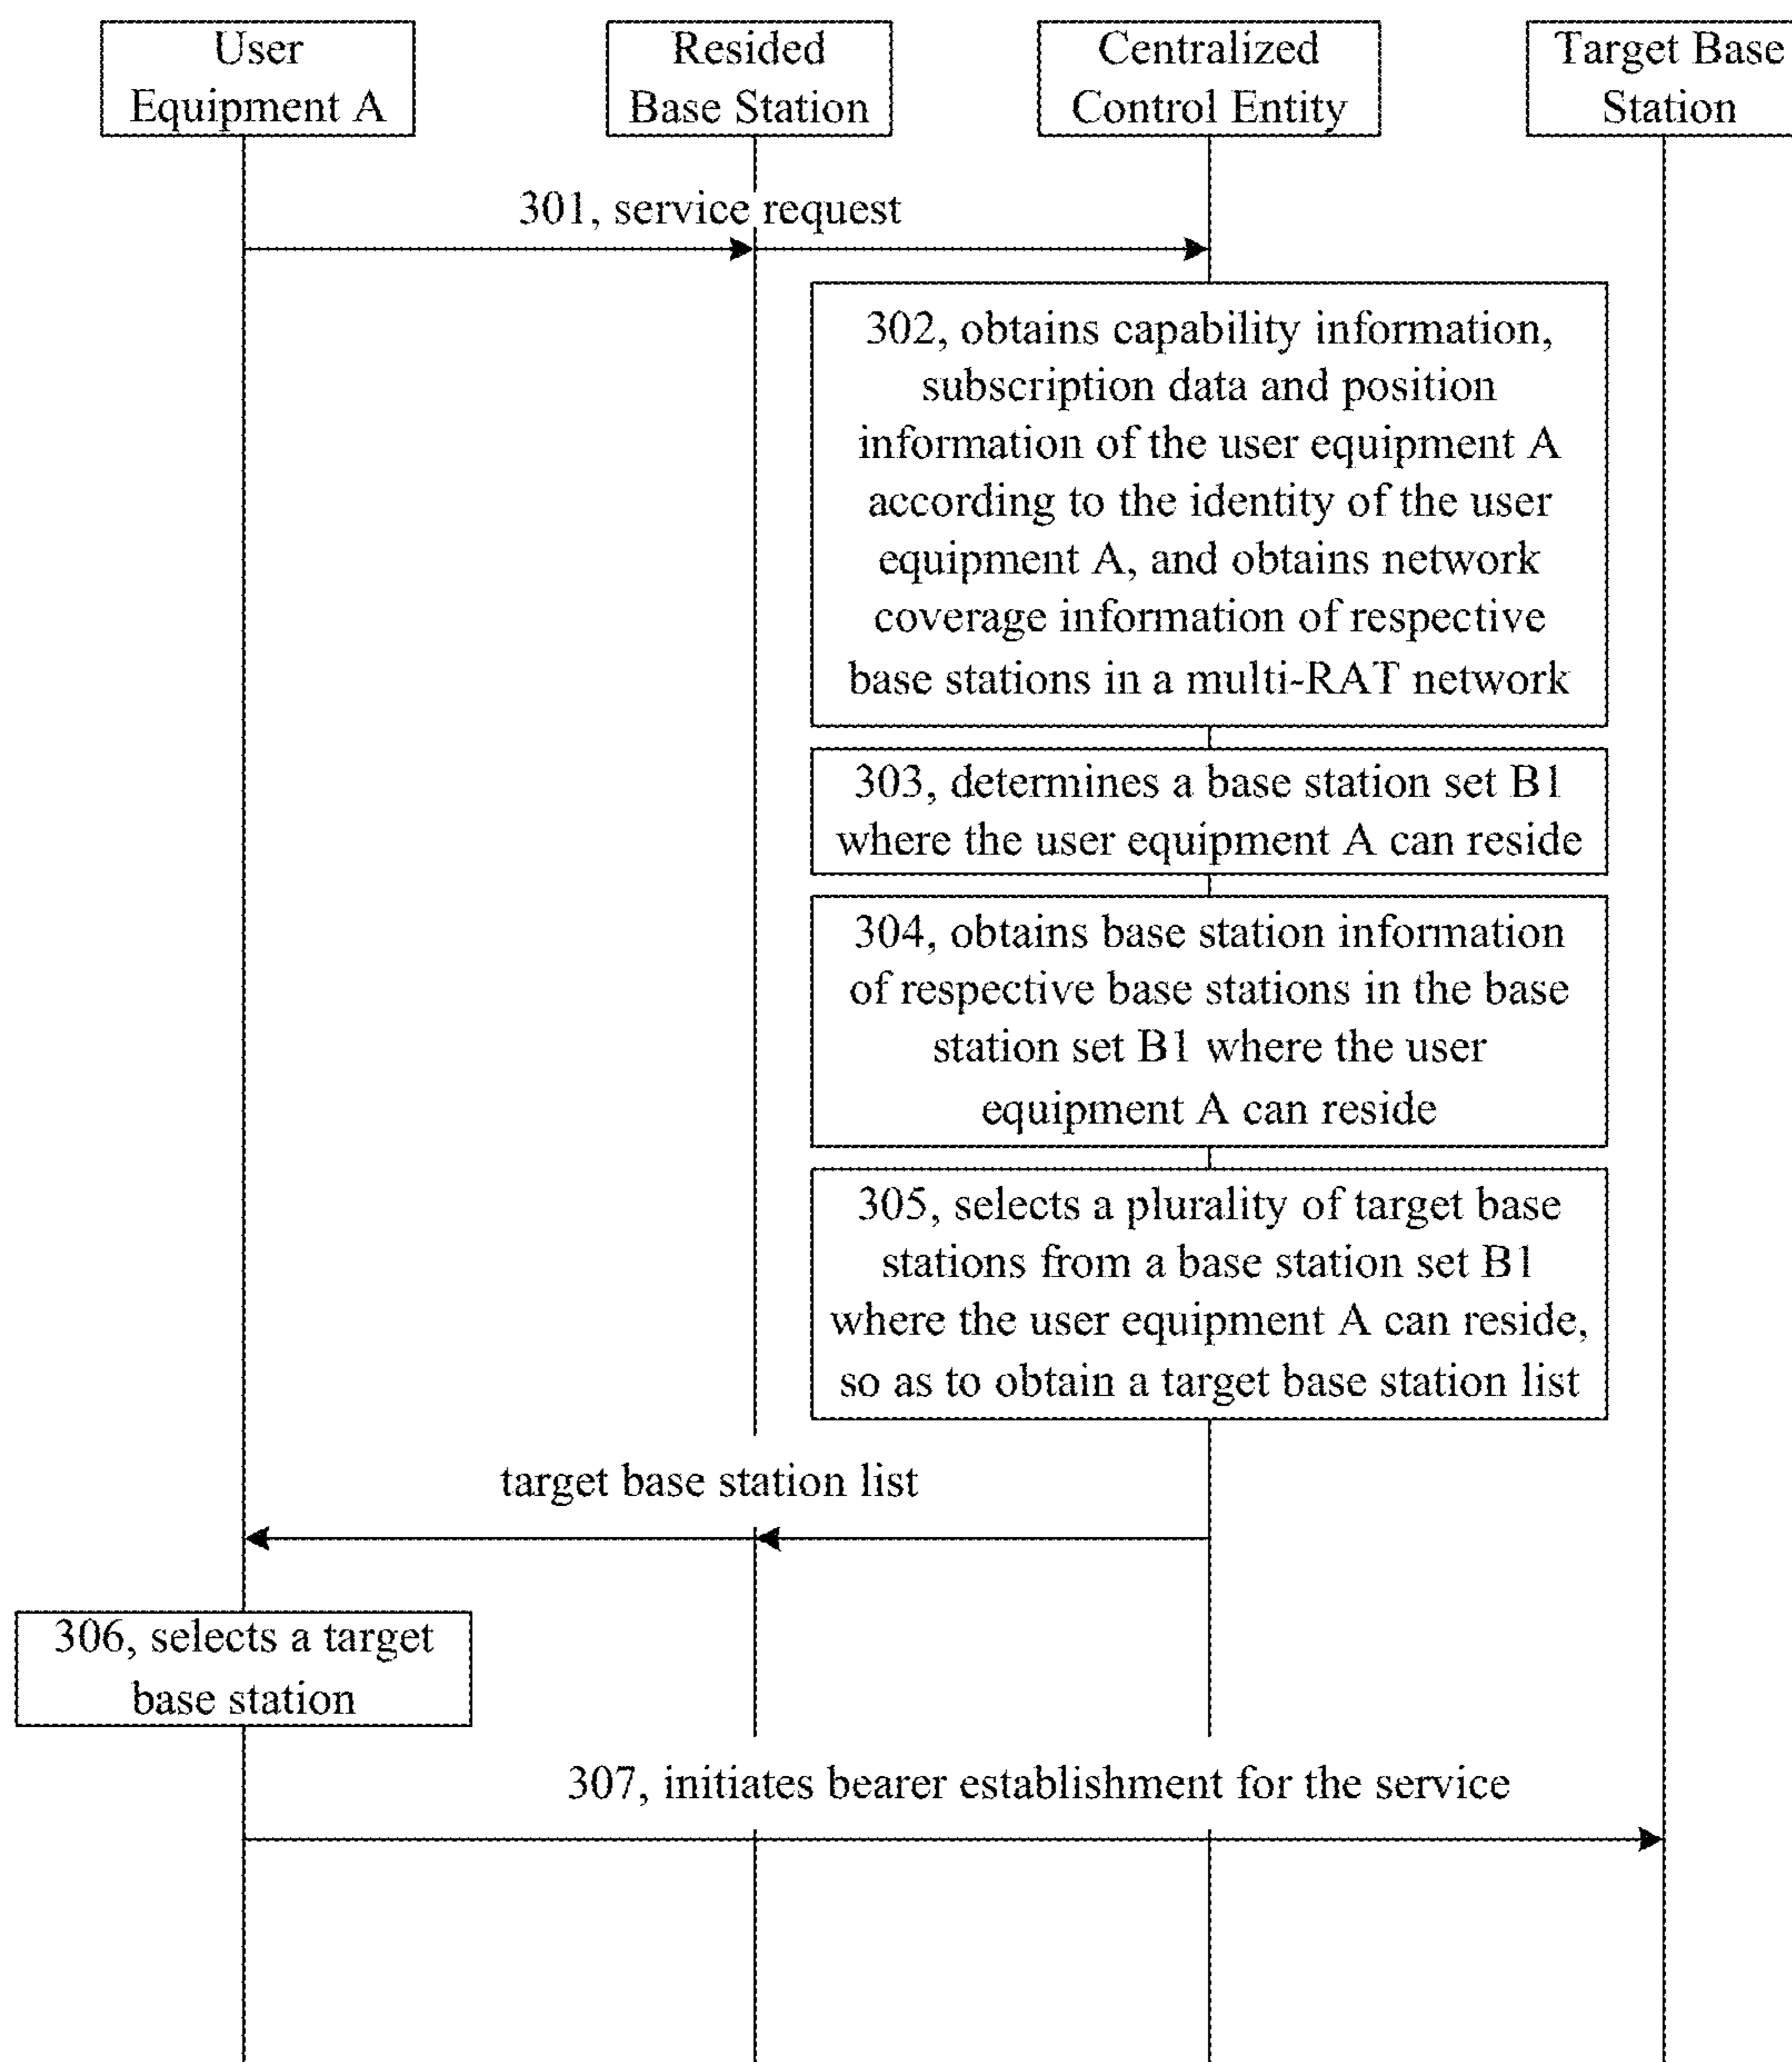 User
Equipment A
Resided
Base Station
Centralized
Control Entity
Target Base
Station
301, service request
302, obtains capability information,
subscription data and position
information of the user equipment A
according to the identity of the user
equipment A, and obtains network
coverage information of respective
base stations in a multi-RAT network
303, determines a base station set B1
where the user equipment A can reside
304, obtains base station information
of respective base stations in the base
station set B1 where the user
equipment A can reside
305, selects a plurality of target base
stations from a base station set B1
where the user equipment A can reside,
so as to obtain a target base station list
target base station list
306, selects a target
base station
307, initiates bearer establishment for the service